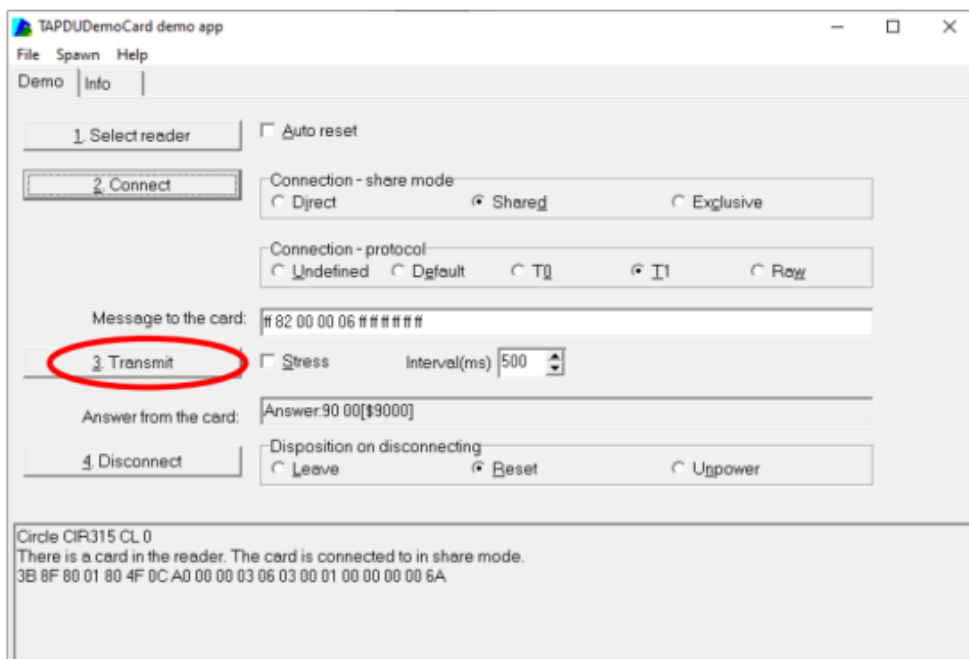 TAPDUDemoCard demo app
File Spawn Help
Demo Info
1. Select reader Auto reset
2. Connect
Connection - share mode
Direct Shared Exclusive
Connection - protocol
Undefined Default T0 T1 Raw
Message to the card: ff 82 00 00 06 ff ff ff ff ff ff
3. Transmit Stress Interval(ms) 500
Answer from the card: Answer:90 00[$9000]
4. Disconnect
Disposition on disconnecting
Leave Reset Unpower
Circle CIR315 CL 0
There is a card in the reader. The card is connected to in share mode.
3B 8F 80 01 80 4F 0C A0 00 00 03 06 03 00 01 00 00 00 00 6A